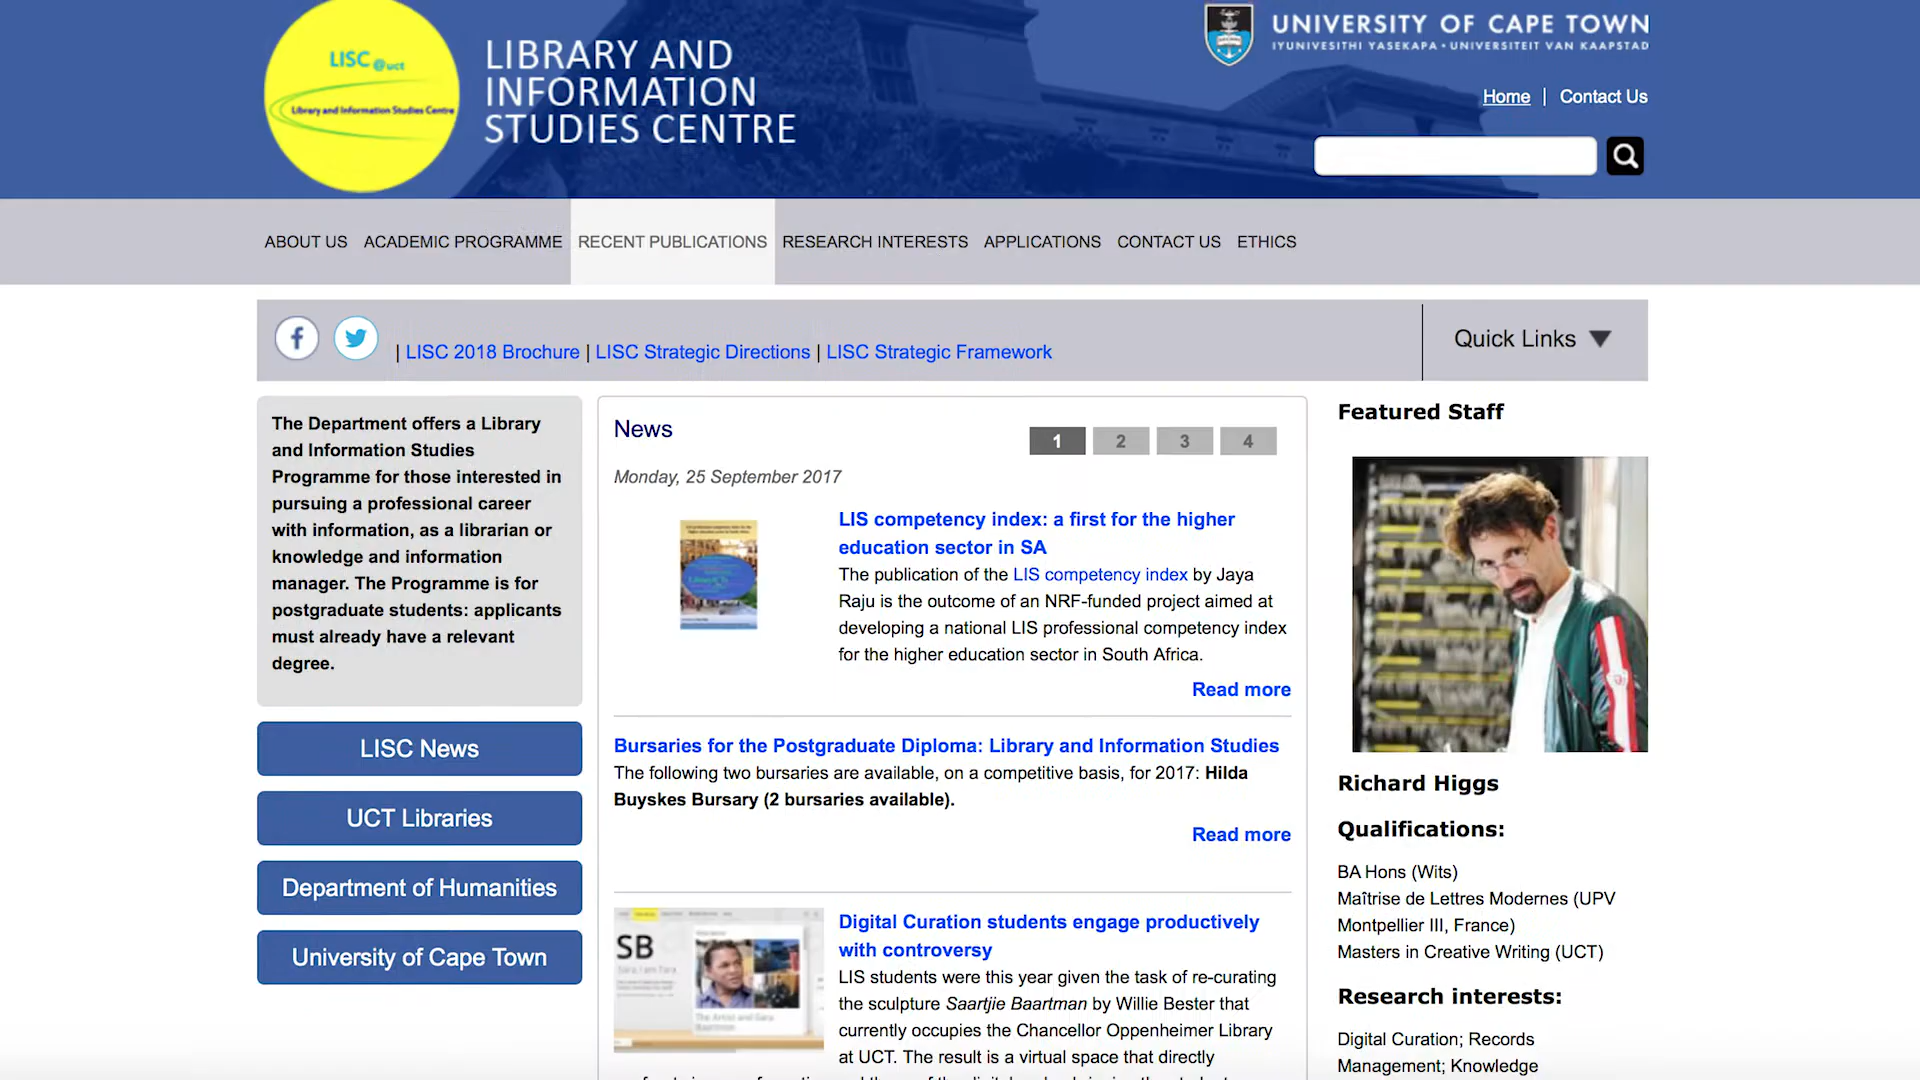 LISC @uct
Library and Information Studies Centre
LIBRARY AND
INFORMATION
STUDIES CENTRE
UNIVERSITY OF CAPE TOWN
IYUNIVESITHI YASEKAPA • UNIVERSITEIT VAN KAAPSTAD
Home | Contact Us
ABOUT US ACADEMIC PROGRAMME RECENT PUBLICATIONS RESEARCH INTERESTS APPLICATIONS CONTACT US ETHICS
| LISC 2018 Brochure | LISC Strategic Directions | LISC Strategic Framework
Quick Links
The Department offers a Library
and Information Studies
Programme for those interested in
pursuing a professional career
with information, as a librarian or
knowledge and information
manager. The Programme is for
postgraduate students: applicants
must already have a relevant
degree.
LISC News
UCT Libraries
Department of Humanities
University of Cape Town
News
1 2 3 4
Monday, 25 September 2017
LIS competency index: a first for the higher
education sector in SA
The publication of the LIS competency index by Jaya
Raju is the outcome of an NRF-funded project aimed at
developing a national LIS professional competency index
for the higher education sector in South Africa.
Read more
Bursaries for the Postgraduate Diploma: Library and Information Studies
The following two bursaries are available, on a competitive basis, for 2017: Hilda
Buyskes Bursary (2 bursaries available).
Read more
SB
Digital Curation students engage productively
with controversy
LIS students were this year given the task of re-curating
the sculpture Saartjie Baartman by Willie Bester that
currently occupies the Chancellor Oppenheimer Library
at UCT. The result is a virtual space that directly
Featured Staff
Richard Higgs
Qualifications:
BA Hons (Wits)
Maîtrise de Lettres Modernes (UPV
Montpellier III, France)
Masters in Creative Writing (UCT)
Research interests:
Digital Curation; Records
Management; Knowledge